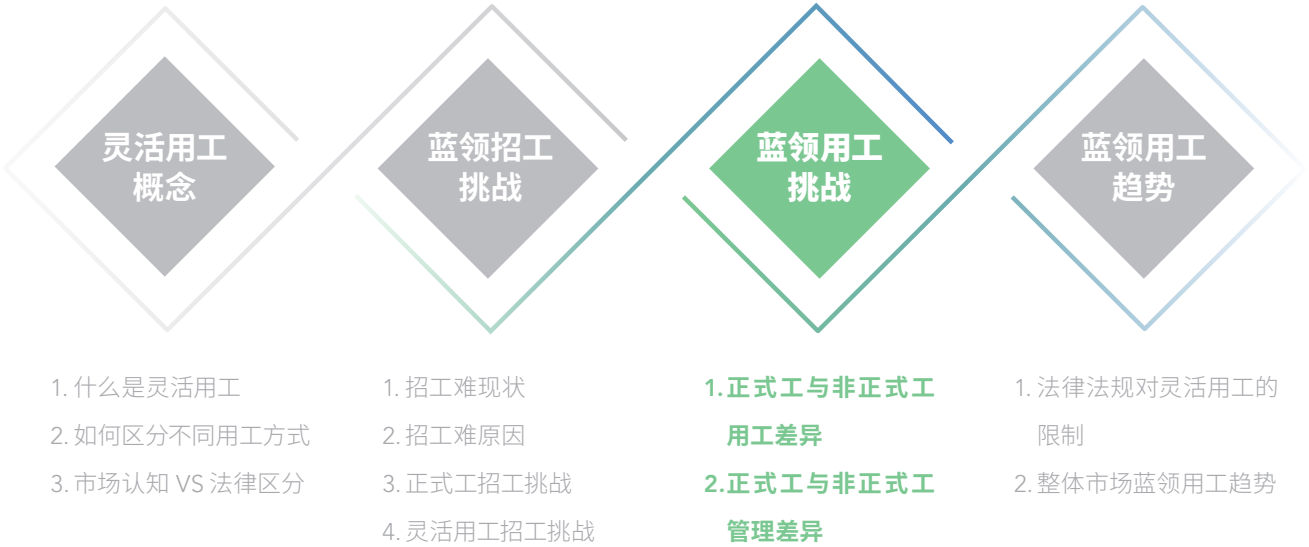 灵活用工
概念
蓝领招工
挑战
蓝领用工
挑战
蓝领用工
趋势
1. 什么是灵活用工
2. 如何区分不同用工方式
3. 市场认知 VS 法律区分
1. 招工难现状
2. 招工难原因
3. 正式工招工挑战
4. 灵活用工招工挑战
1. 正式工与非正式工
用工差异
2. 正式工与非正式工
管理差异
1. 法律法规对灵活用工的
限制
2. 整体市场蓝领用工趋势